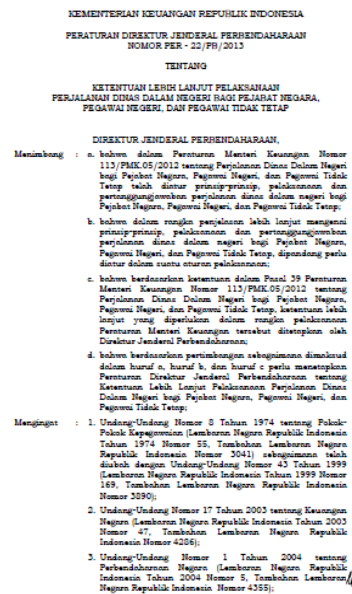 KEMENTERIAN KEUANGAN REPUBLIK INDONESIA
PERATURAN DIREKTUR JENDERAL PERBENDAHARAAN
NOMOR PER - 22/PB/2013
TENTANG
KETENTUAN LEBIH LANJUT PELAKSANAAN
PERJALANAN DINAS DALAM NEGERI BAGI PEJABAT NEGARA,
PEGAWAI NEGERI, DAN PEGAWAI TIDAK TETAP
DIREKTUR JENDERAL PERBENDAHARAAN,
Menimbang : a. bahwa dalam Peraturan Menteri Keuangan Nomor
113/PMK.05/2012 tentang Perjalanan Dinas Dalam Negeri
bagi Pejabat Negara, Pegawai Negeri, dan Pegawai Tidak
Tetap telah diatur prinsip-prinsip, pelaksanaan dan
pertanggungjawaban perjalanan dinas dalam negeri bagi
Pejabat Negara, Pegawai Negeri, dan Pegawai Tidak Tetap;
b. bahwa dalam rangka penjelasan lebih lanjut mengenai
prinsip-prinsip, pelaksanaan dan pertanggungjawaban
perjalanan dinas dalam negeri bagi Pejabat Negara,
Pegawai Negeri, dan Pegawai Tidak Tetap, dipandang perlu
diatur dalam suatu aturan pelaksanaan;
c. bahwa berdasarkan ketentuan dalam Pasal 39 Peraturan
Menteri Keuangan Nomor 113/PMK.05/2012 tentang
Perjalanan Dinas Dalam Negeri bagi Pejabat Negara,
Pegawai Negeri, dan Pegawai Tidak Tetap, ketentuan lebih
lanjut yang diperlukan dalam rangka pelaksanaan
Peraturan Menteri Keuangan tersebut ditetapkan oleh
Direktur Jenderal Perbendaharaan;
d. bahwa berdasarkan pertimbangan sebagaimana dimaksud
dalam huruf a, huruf b, dan huruf c perlu menetapkan
Peraturan Direktur Jenderal Perbendaharaan tentang
Ketentuan Lebih Lanjut Pelaksanaan Perjalanan Dinas
Dalam Negeri bagi Pejabat Negara, Pegawai Negeri, dan
Pegawai Tidak Tetap;
Mengingat : 1. Undang-Undang Nomor 8 Tahun 1974 tentang Pokok-
Pokok Kepegawaian (Lembaran Negara Republik Indonesia
Tahun 1974 Nomor 55, Tambahan Lembaran Negara
Republik Indonesia Nomor 3041) sebagaimana telah
diubah dengan Undang-Undang Nomor 43 Tahun 1999
(Lembaran Negara Republik Indonesia Tahun 1999 Nomor
169, Tambahan Lembaran Negara Republik Indonesia
Nomor 3890);
2. Undang-Undang Nomor 17 Tahun 2003 tentang Keuangan
Negara (Lembaran Negara Republik Indonesia Tahun 2003
Nomor 47, Tambahan Lembaran Negara Republik
Indonesia Nomor 4286);
3. Undang-Undang Nomor 1 Tahun 2004 tentang
Perbendaharaan Negara (Lembaran Negara Republik
Indonesia Tahun 2004 Nomor 5, Tambahan Lembaran
Negara Republik Indonesia Nomor 4355);